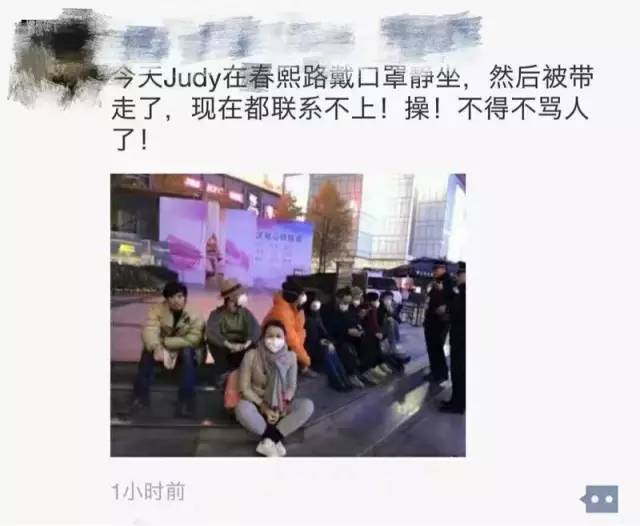 今天Judy在春熙路戴口罩静坐，然后被带
走了，现在都联系不上！操！不得不骂人
了！
1小时前